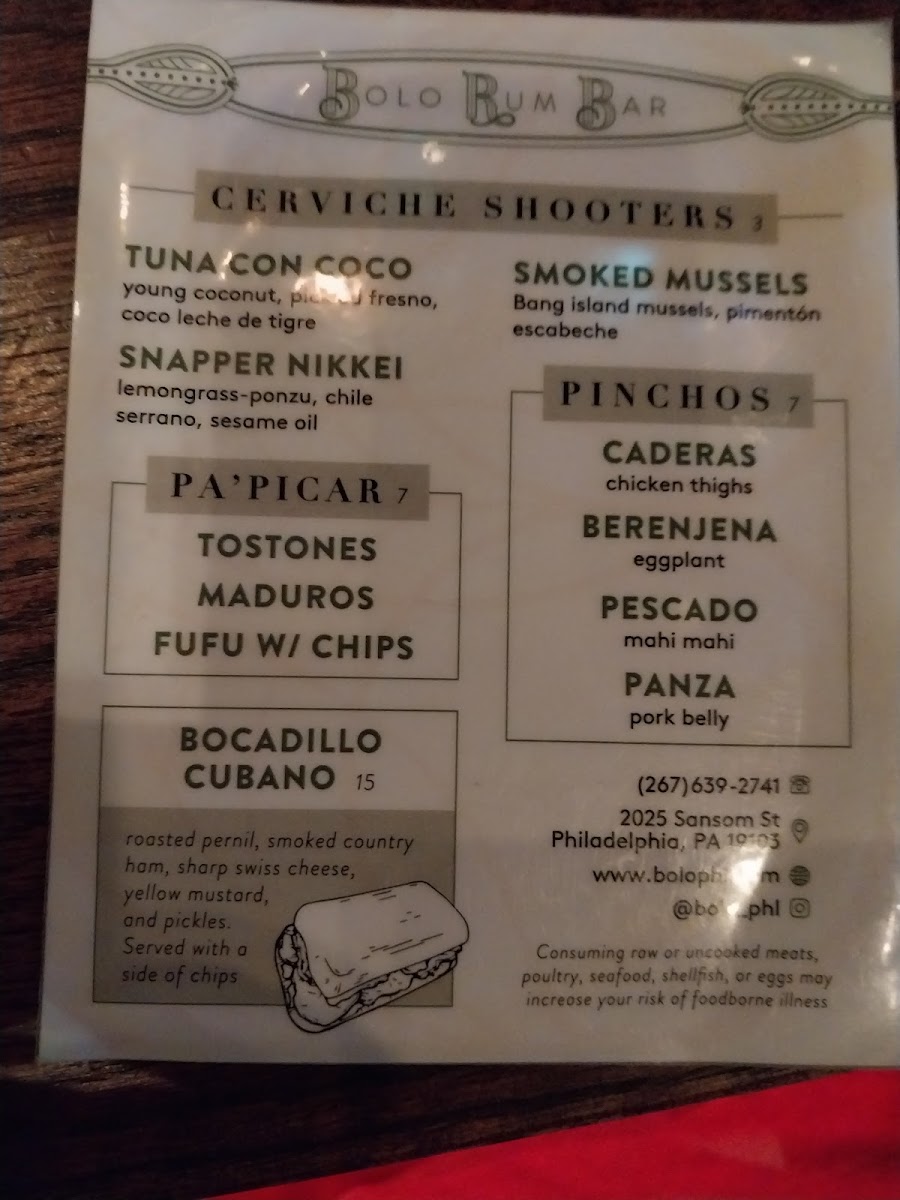 BOLO RUM BAR
CERVICHE SHOOTERS 3
TUNA CON COCO
young coconut, fresno,
coco leche de tigre
SNAPPER NIKKEI
lemongrass-ponzu, chile
serrano, sesame oil
SMOKED MUSSELS
Bang island mussels, pimentón
escabeche
PA'PICAR 7
TOSTONES
MADUROS
FUFU W/ CHIPS
PINCHOS 7
CADERAS
chicken thighs
BERENJENA
eggplant
PESCADO
mahi mahi
PANZA
pork belly
BOCADILLO
CUBANO 15
roasted pernil, smoked country
ham, sharp swiss cheese,
yellow mustard,
and pickles.
Served with a
side of chips
(267)639-2741
2025 Sansom St
Philadelphia, PA 19103
Consuming raw or uncooked meats,
poultry, seafood, shellfish, or eggs may
increase your risk of foodborne illness